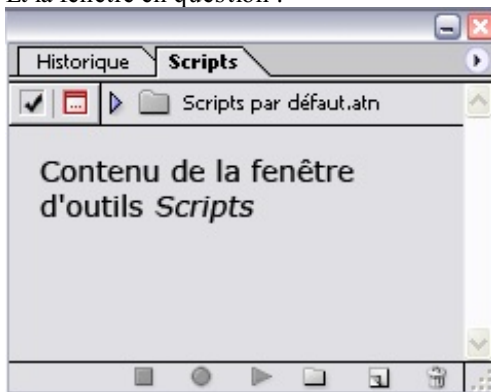 Et la fenêtre en question :
Historique Scripts
Scripts par défaut.atn
Contenu de la fenêtre
d'outils Scripts